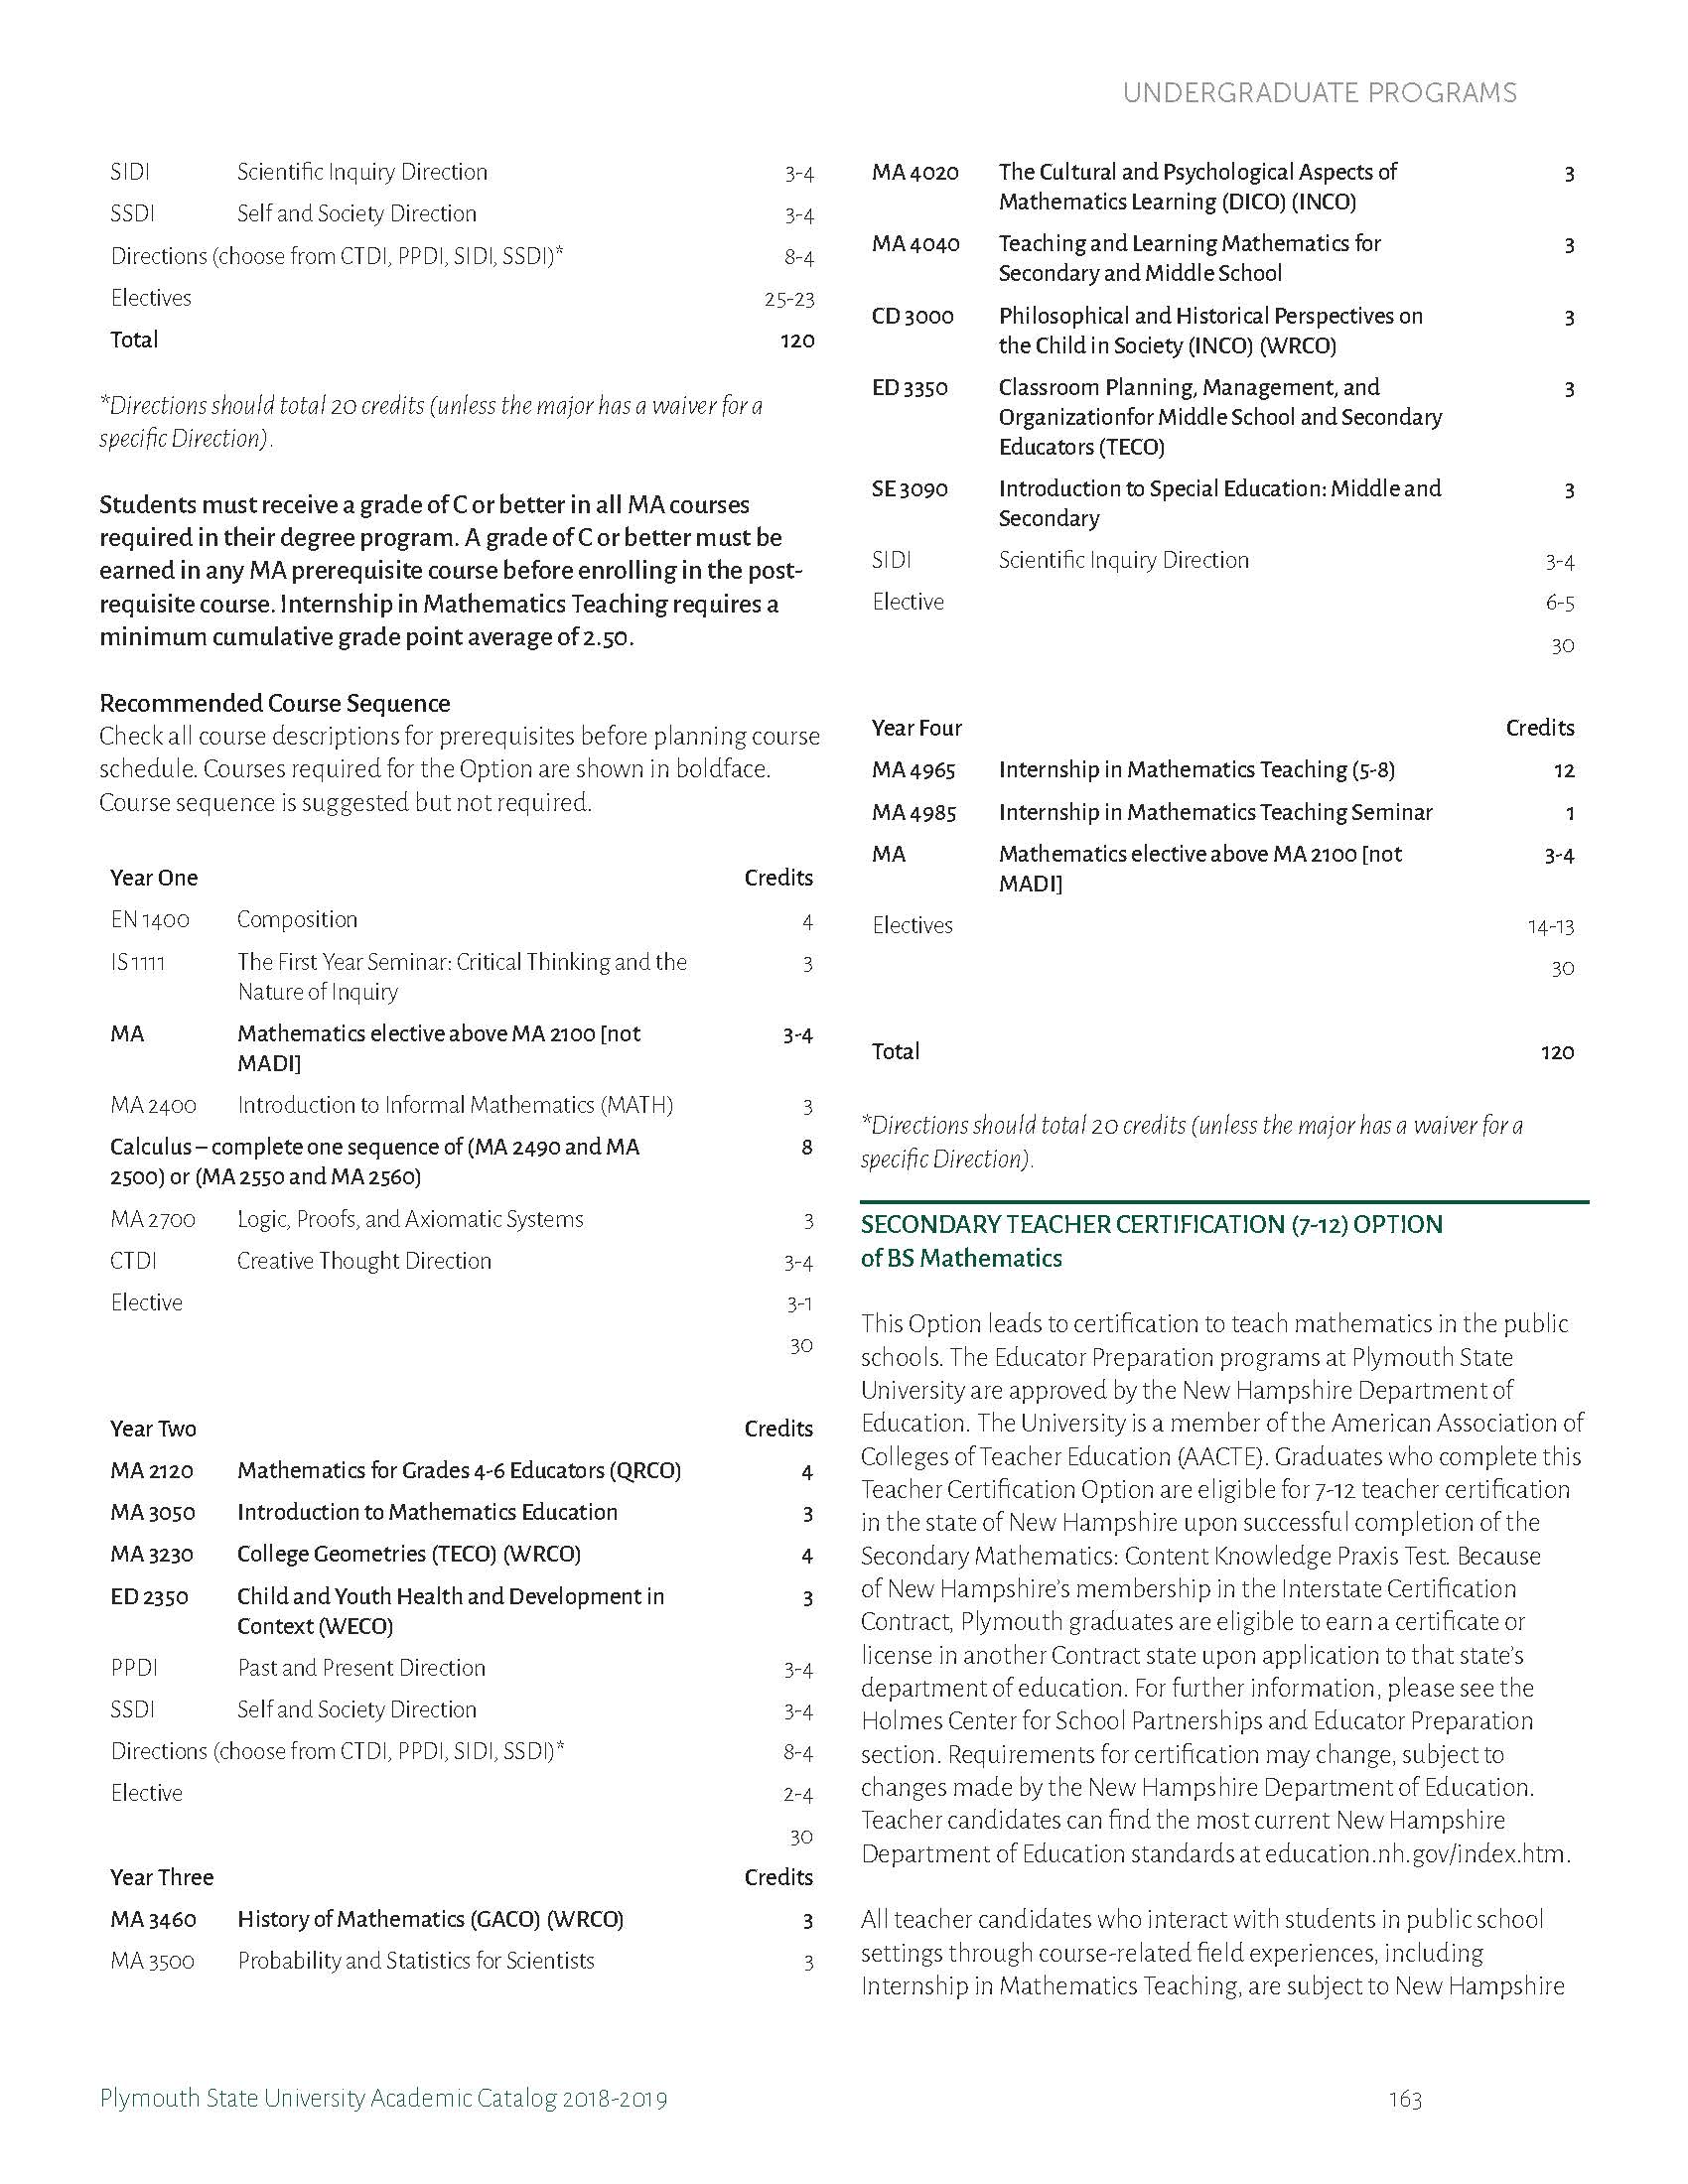 UNDERGRADUATE PROGRAMS
SIDI Scientific Inquiry Direction 3-4
SSDI Self and Society Direction 3-4
Directions (choose from CTDI, PPDI, SIDI, SSDI)* 8-4
Electives 25-23
Total 120
*Directions should total 20 credits (unless the major has a waiver for a
specific Direction).
Students must receive a grade of C or better in all MA courses
required in their degree program. A grade of C or better must be
earned in any MA prerequisite course before enrolling in the post-
requisite course. Internship in Mathematics Teaching requires a
minimum cumulative grade point average of 2.50.
Recommended Course Sequence
Check all course descriptions for prerequisites before planning course
schedule. Courses required for the Option are shown in boldface.
Course sequence is suggested but not required.
Year One Credits
EN 1400 Composition 4
IS 1111 The First Year Seminar: Critical Thinking and the 3
Nature of Inquiry
MA Mathematics elective above MA 2100 [not 3-4
MADI]
MA 2400 Introduction to Informal Mathematics (MATH) 3
Calculus – complete one sequence of (MA 2490 and MA 8
2500) or (MA 2550 and MA 2560)
MA 2700 Logic, Proofs, and Axiomatic Systems 3
CTDI Creative Thought Direction 3-4
Elective 3-1
30
Year Two Credits
MA 2120 Mathematics for Grades 4-6 Educators (QRCO) 4
MA 3050 Introduction to Mathematics Education 3
MA 3230 College Geometries (TECO) (WRCO) 4
ED 2350 Child and Youth Health and Development in 3
Context (WECO)
PPDI Past and Present Direction 3-4
SSDI Self and Society Direction 3-4
Directions (choose from CTDI, PPDI, SIDI, SSDI)* 8-4
Elective 2-4
30
Year Three Credits
MA 3460 History of Mathematics (GACO) (WRCO) 3
MA 3500 Probability and Statistics for Scientists 3
MA 4020 The Cultural and Psychological Aspects of 3
Mathematics Learning (DICO) (INCO)
MA 4040 Teaching and Learning Mathematics for 3
Secondary and Middle School
CD 3000 Philosophical and Historical Perspectives on 3
the Child in Society (INCO) (WRCO)
ED 3350 Classroom Planning, Management, and 3
Organizationfor Middle School and Secondary
Educators (TECO)
SE 3090 Introduction to Special Education: Middle and 3
Secondary
SIDI Scientific Inquiry Direction 3-4
Elective 6-5
30
Year Four Credits
MA 4965 Internship in Mathematics Teaching (5-8) 12
MA 4985 Internship in Mathematics Teaching Seminar 1
MA Mathematics elective above MA 2100 [not 3-4
MADI]
Electives 14-13
30
Total 120
*Directions should total 20 credits (unless the major has a waiver for a
specific Direction).
SECONDARY TEACHER CERTIFICATION (7-12) OPTION
of BS Mathematics
This Option leads to certification to teach mathematics in the public
schools. The Educator Preparation programs at Plymouth State
University are approved by the New Hampshire Department of
Education. The University is a member of the American Association of
Colleges of Teacher Education (AACTE). Graduates who complete this
Teacher Certification Option are eligible for 7-12 teacher certification
in the state of New Hampshire upon successful completion of the
Secondary Mathematics: Content Knowledge Praxis Test. Because
of New Hampshire's membership in the Interstate Certification
Contract, Plymouth graduates are eligible to earn a certificate or
license in another Contract state upon application to that state's
department of education. For further information, please see the
Holmes Center for School Partnerships and Educator Preparation
section. Requirements for certification may change, subject to
changes made by the New Hampshire Department of Education.
Teacher candidates can find the most current New Hampshire
Department of Education standards at education.nh.gov/index.htm.
All teacher candidates who interact with students in public school
settings through course-related field experiences, including
Internship in Mathematics Teaching, are subject to New Hampshire
Plymouth State University Academic Catalog 2018-2019 163